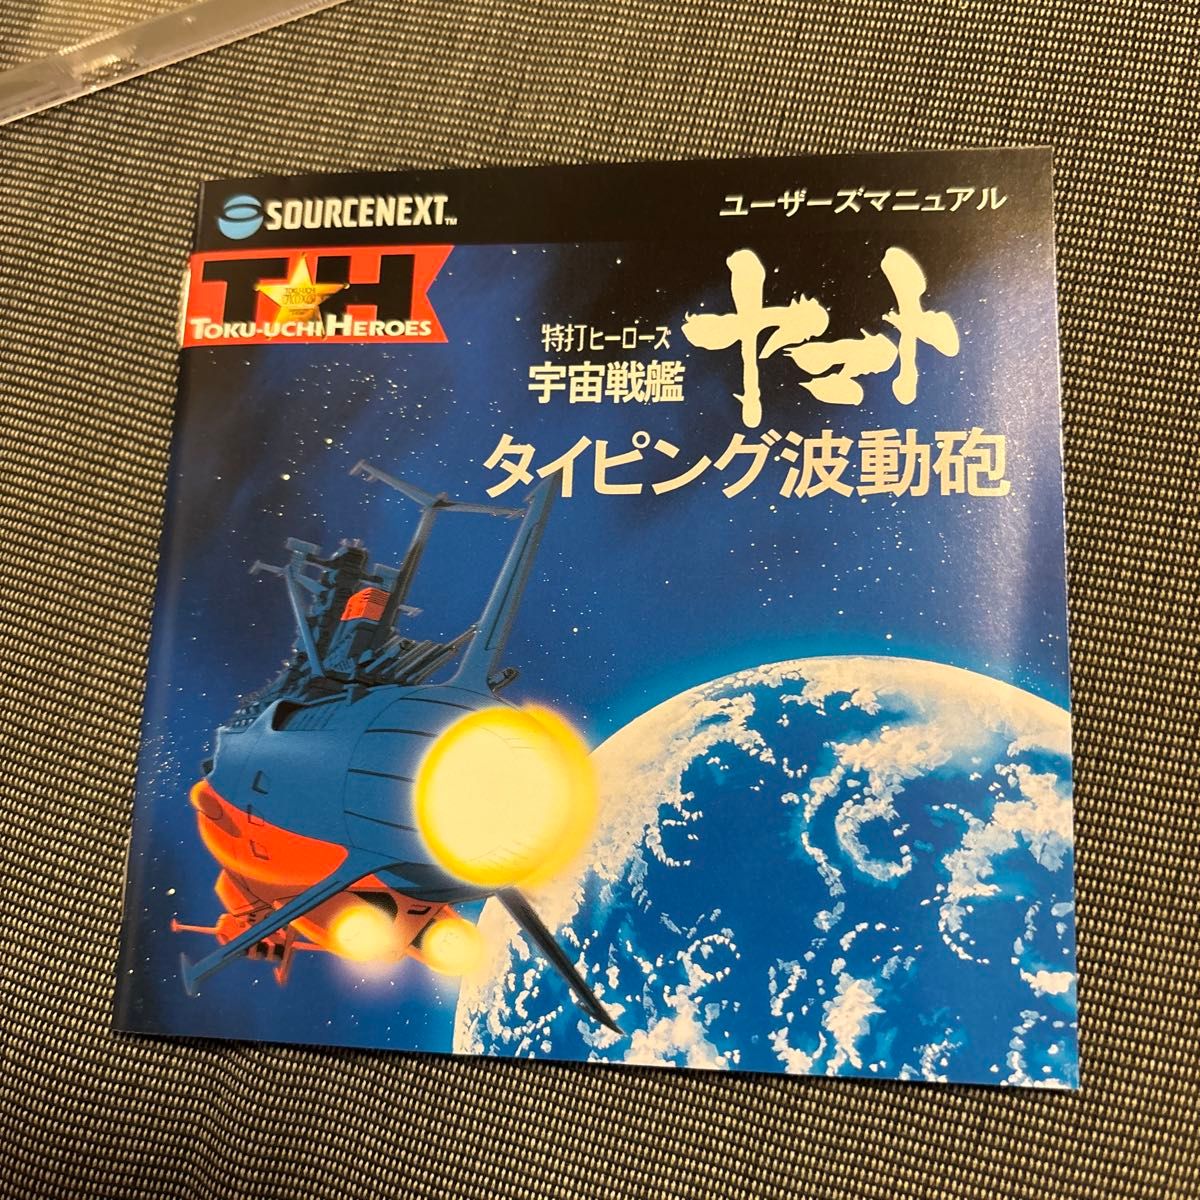 SOURCENEXT™
ユーザーズマニュアル
TH
TOKU-UCHI HEROES
特打ヒーローズ
宇宙戦艦
ヤマト
タイピング波動砲